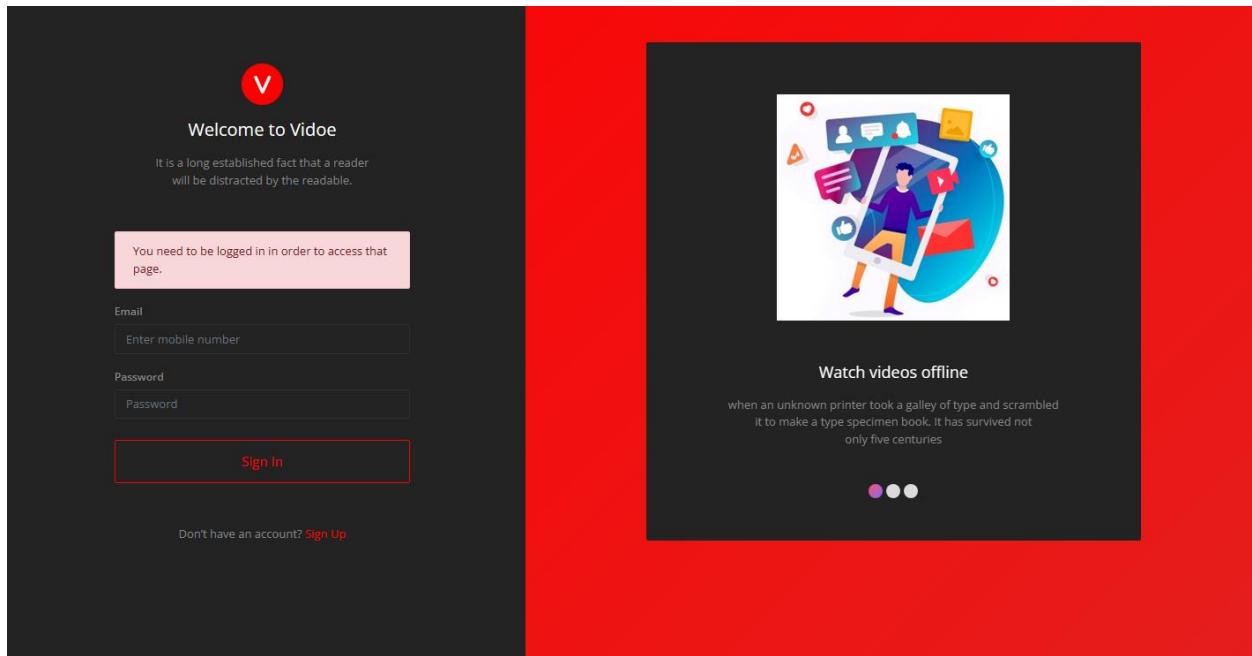 V
Welcome to Vidoe
It is a long established fact that a reader
will be distracted by the readable.
You need to be logged in in order to access that
page.
Email
Enter mobile number
Password
Password
Sign In
Don't have an account? Sign Up
Watch videos offline
when an unknown printer took a galley of type and scrambled
it to make a type specimen book. It has survived not
only five centuries